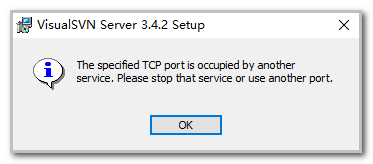 VisualSVN Server 3.4.2 Setup
The specified TCP port is occupied by another
service. Please stop that service or use another port.
OK